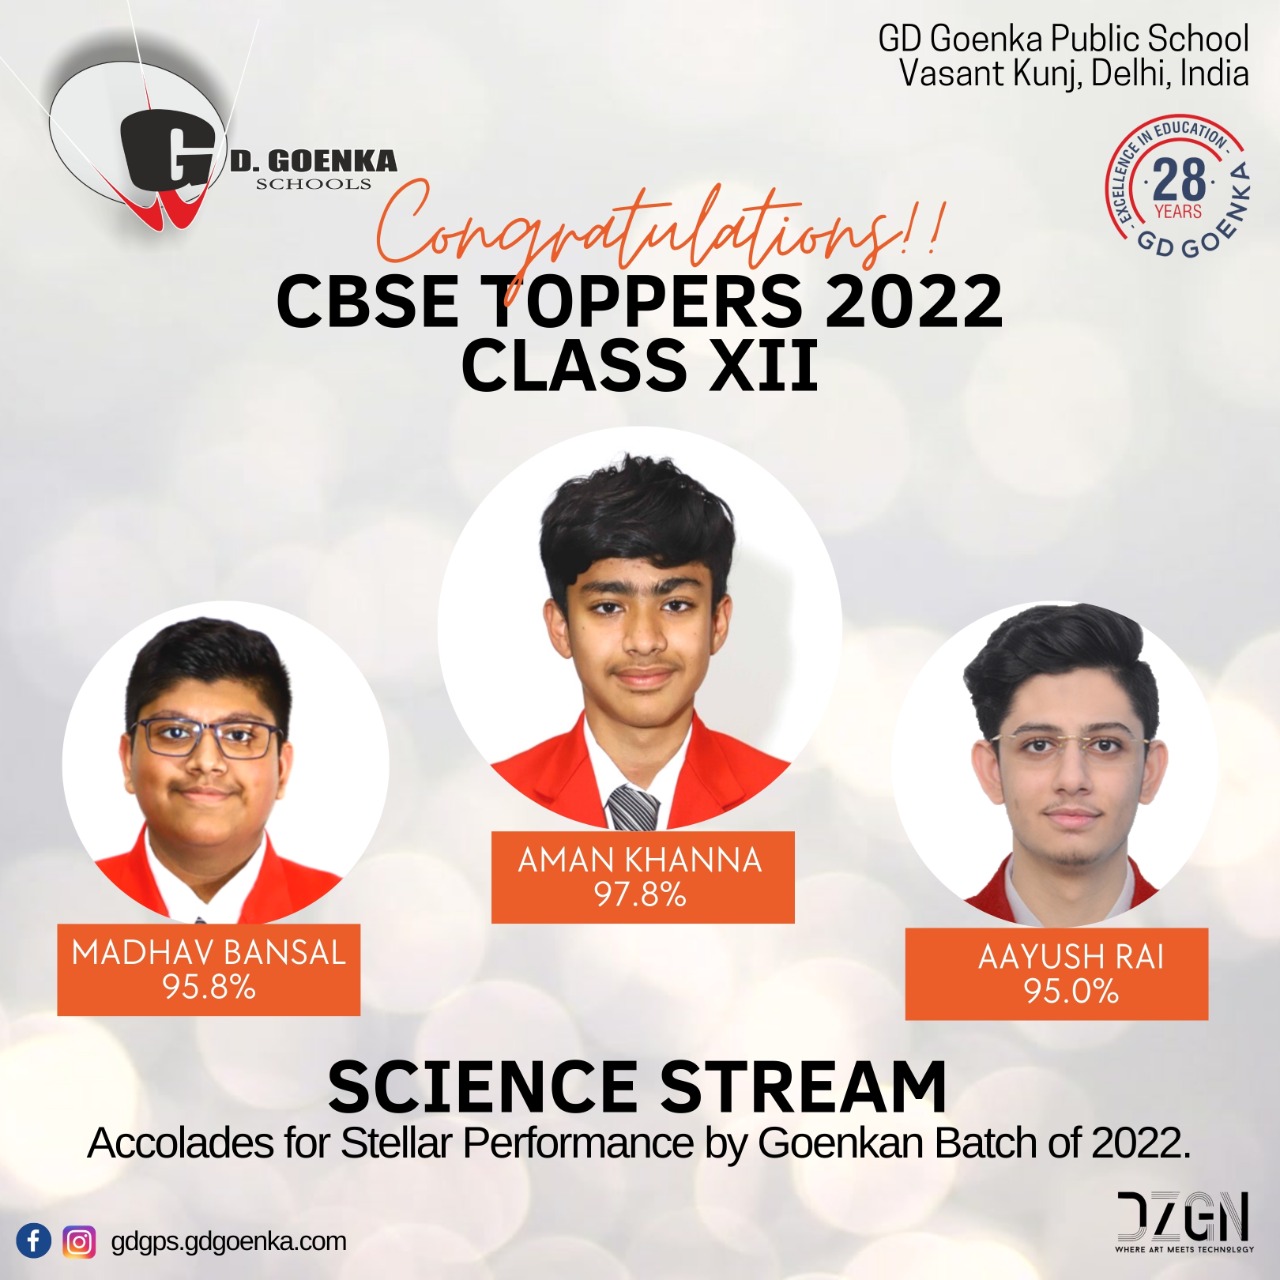 GD Goenka Public School
Vasant Kunj, Delhi, India
G D. GOENKA
SCHOOLS
- EXCELLENCE IN EDUCATION -
28
YEARS
GD GOENKA
Congratulations!!
CBSE TOPPERS 2022
CLASS XII
AMAN KHANNA
97.8%
MADHAV BANSAL
95.8%
AAYUSH RAI
95.0%
SCIENCE STREAM
Accolades for Stellar Performance by Goenkan Batch of 2022.
DZGN
WHERE ART MEETS TECHNOLOGY
f gdgps.gdgoenka.com